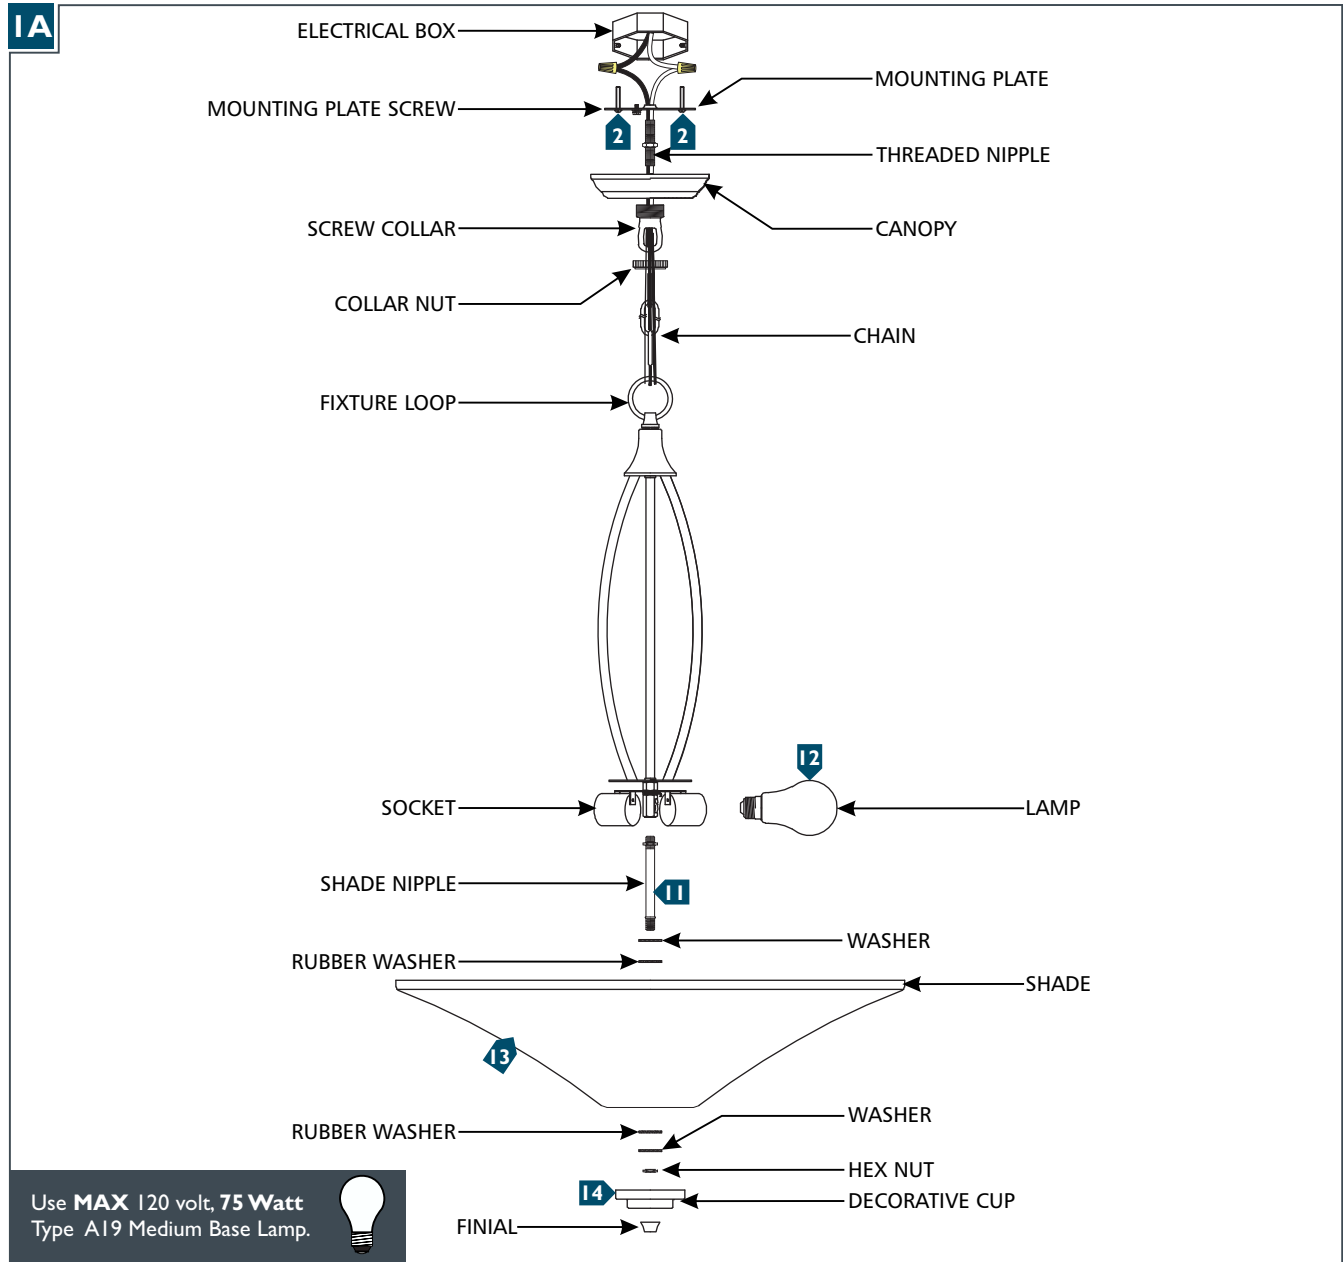 1A
ELECTRICAL BOX
MOUNTING PLATE
MOUNTING PLATE SCREW
2
2
THREADED NIPPLE
SCREW COLLAR
CANOPY
COLLAR NUT
CHAIN
FIXTURE LOOP
12
SOCKET
LAMP
SHADE NIPPLE
11
WASHER
RUBBER WASHER
SHADE
13
WASHER
RUBBER WASHER
HEX NUT
14
DECORATIVE CUP
FINIAL
Use MAX 120 volt, 75 Watt
Type A19 Medium Base Lamp.